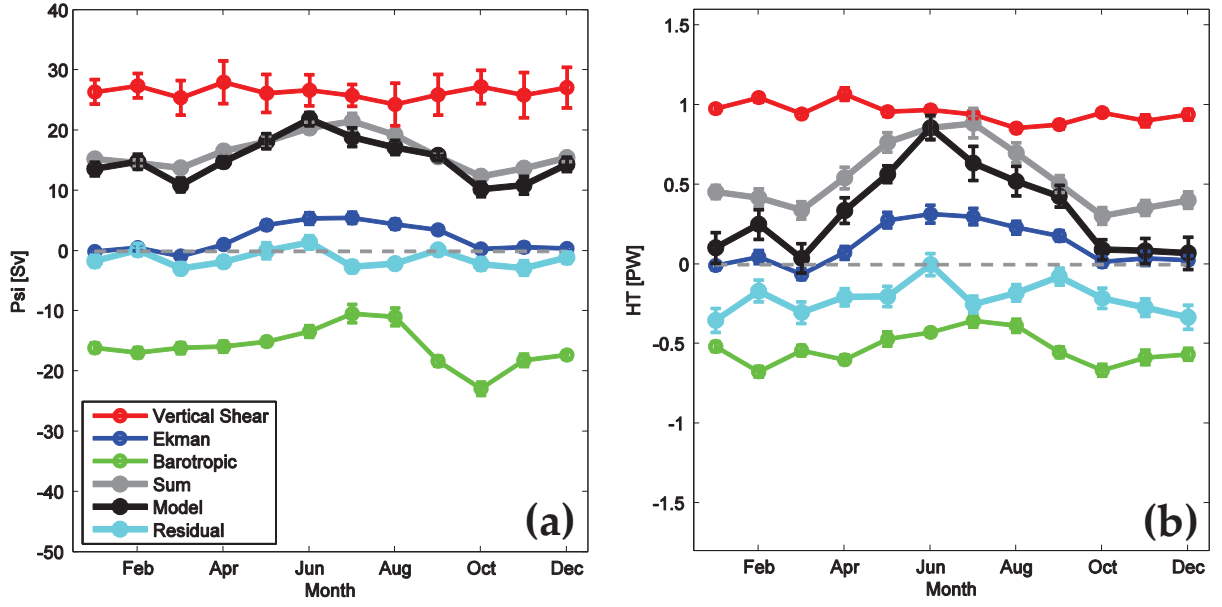 40
30
20
10
0
-10
-20
-30
-40
-50
Psi [Sv]
Feb Apr Jun Aug Oct Dec
Month
Vertical Shear
Ekman
Barotropic
Sum
Model
Residual
(a)
1.5
1
0.5
0
-0.5
-1
-1.5
HT [PW]
Feb Apr Jun Aug Oct Dec
Month
(b)